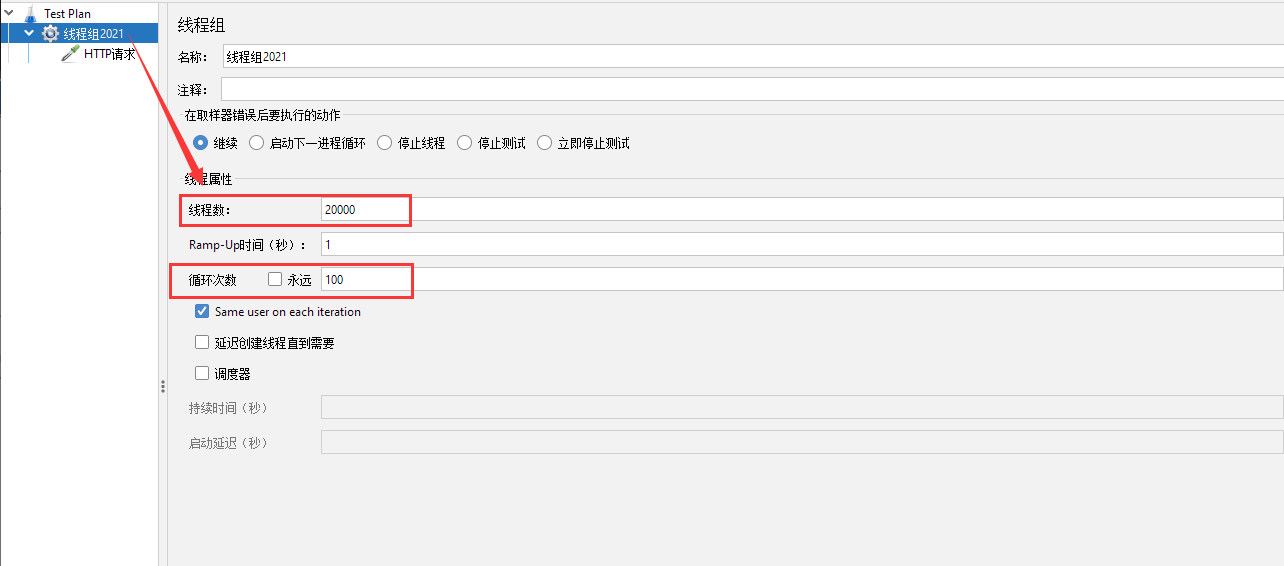 Test Plan
线程组2021
HTTP请求
线程组
名称： 线程组2021
注释：
在取样器错误后要执行的动作
继续 启动下一进程循环 停止线程 停止测试 立即停止测试
线程属性
线程数： 20000
Ramp-Up时间（秒）： 1
循环次数 永远 100
Same user on each iteration
延迟创建线程直到需要
调度器
持续时间（秒）
启动延迟（秒）